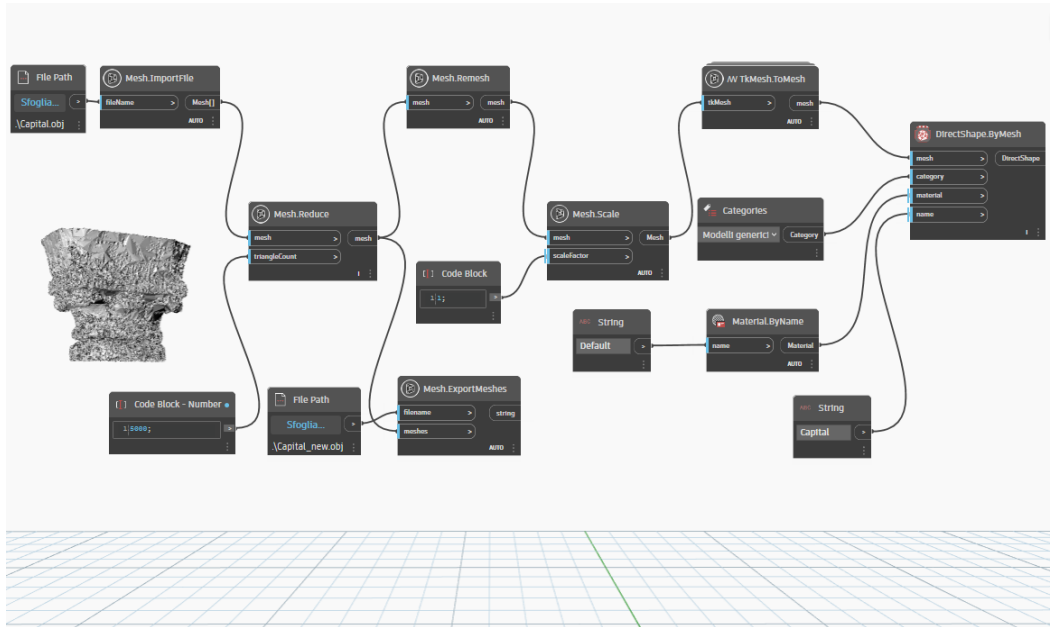 File Path
Sfoglia... >
.\Capital.obj
Mesh.ImportFile
fileName > Mesh[]
AUTO
Mesh.Reduce
mesh > mesh
triangleCount >
I
[] Code Block - Number
1 5000; >
File Path
Sfoglia... >
.\Capital_new.obj
Mesh.Remesh
mesh > mesh
AUTO
[] Code Block
1 1; >
Mesh.ExportMeshes
filename > string
meshes >
AUTO
Mesh.Scale
mesh > Mesh
scaleFactor >
AUTO
ABC String
Default >
TkMesh.ToMesh
tkMesh > mesh
AUTO
Categories
Modelli generici Category
Material.ByName
name > Material
AUTO
ABC String
Capital >
DirectShape.ByMesh
mesh > DirectShape
category >
material >
name >
I